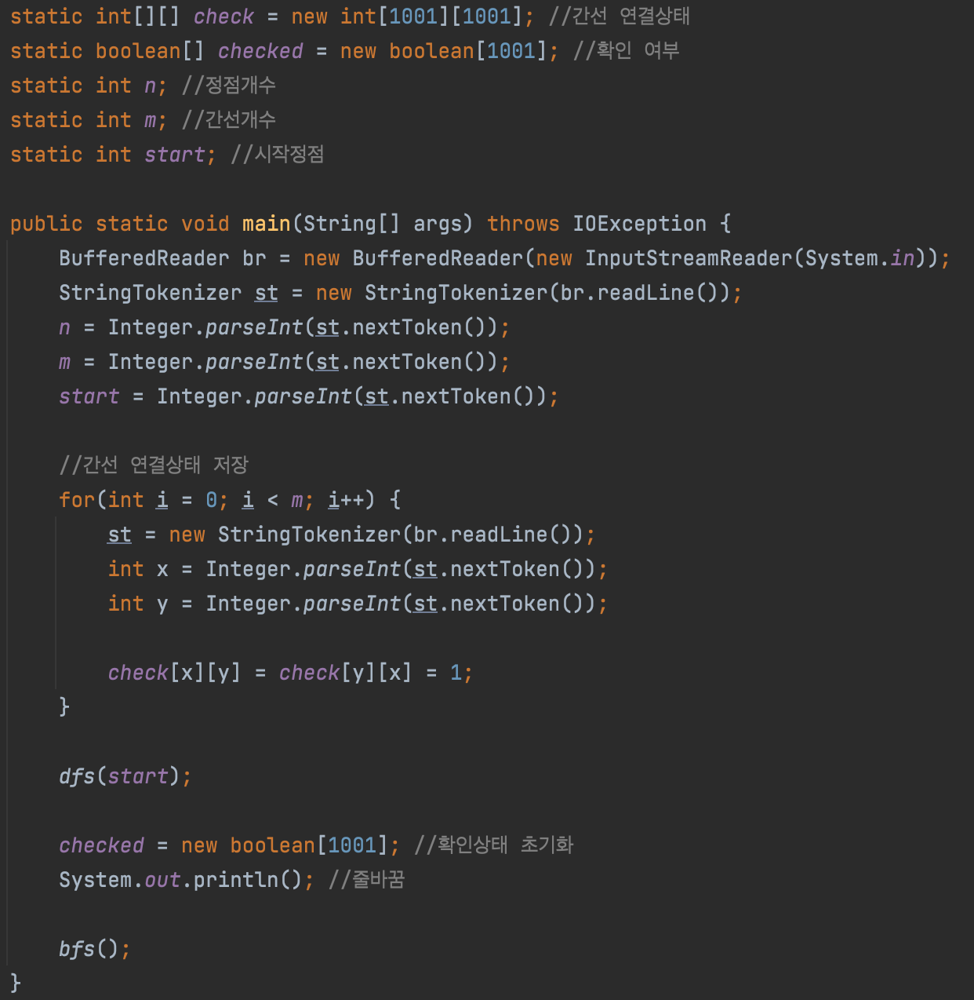 static int[][] check = new int[1001][1001]; //간선 연결상태
static boolean[] checked = new boolean[1001]; //확인 여부
static int n; //정점개수
static int m; //간선개수
static int start; //시작정점
public static void main(String[] args) throws IOException {
BufferedReader br = new BufferedReader(new InputStreamReader(System.in));
StringTokenizer st = new StringTokenizer(br.readLine());
n = Integer.parseInt(st.nextToken());
m = Integer.parseInt(st.nextToken());
start = Integer.parseInt(st.nextToken());
//간선 연결상태 저장
for(int i = 0; i < m; i++) {
st = new StringTokenizer(br.readLine());
int x = Integer.parseInt(st.nextToken());
int y = Integer.parseInt(st.nextToken());
check[x][y] = check[y][x] = 1;
}
dfs(start);
checked = new boolean[1001]; //확인상태 초기화
System.out.println(); //줄바꿈
bfs();
}